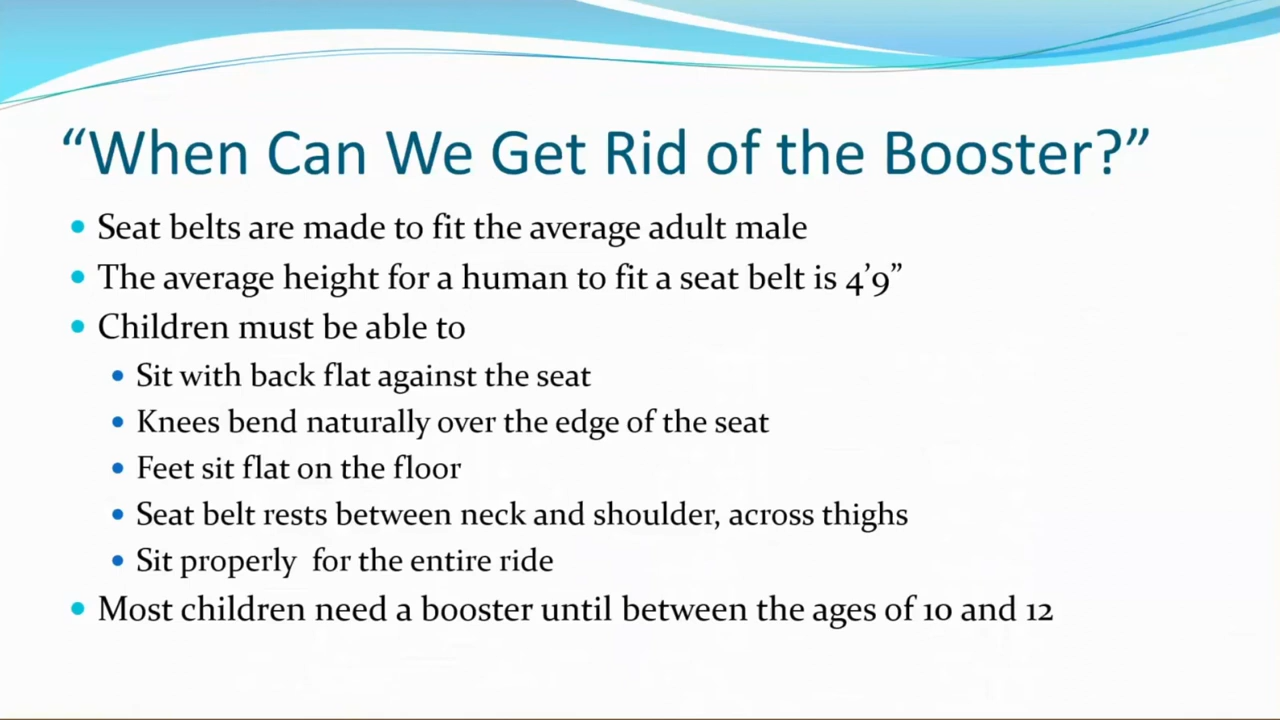 “When Can We Get Rid of the Booster?”
• Seat belts are made to fit the average adult male
• The average height for a human to fit a seat belt is 4’9”
• Children must be able to
• Sit with back flat against the seat
• Knees bend naturally over the edge of the seat
• Feet sit flat on the floor
• Seat belt rests between neck and shoulder, across thighs
• Sit properly  for the entire ride
• Most children need a booster until between the ages of 10 and 12